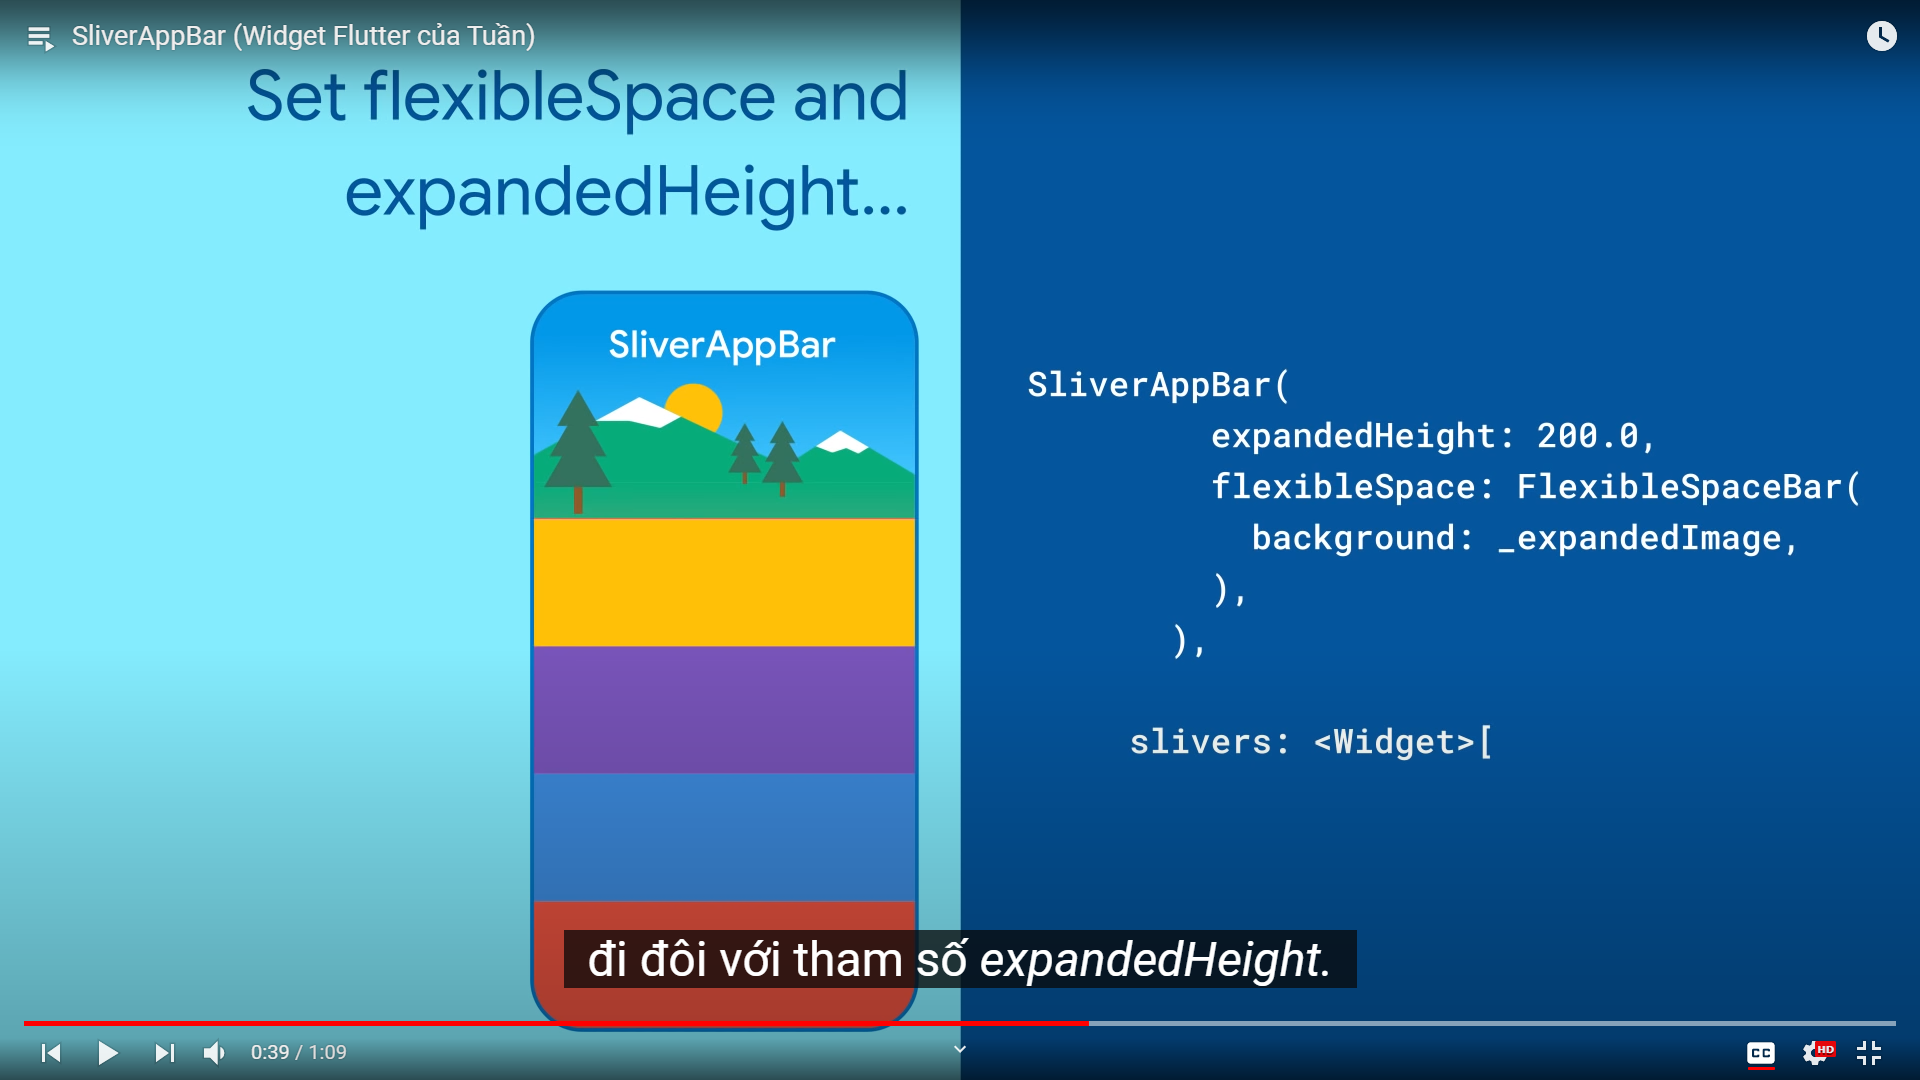 SliverAppBar (Widget Flutter của Tuần)
Set flexibleSpace and
expandedHeight...
SliverAppBar
SliverAppBar(
expandedHeight: 200.0,
flexibleSpace: FlexibleSpaceBar(
background: _expandedImage,
),
),
slivers: <Widget>[
đi đôi với tham số expandedHeight.
0:39 / 1:09
CC
HD